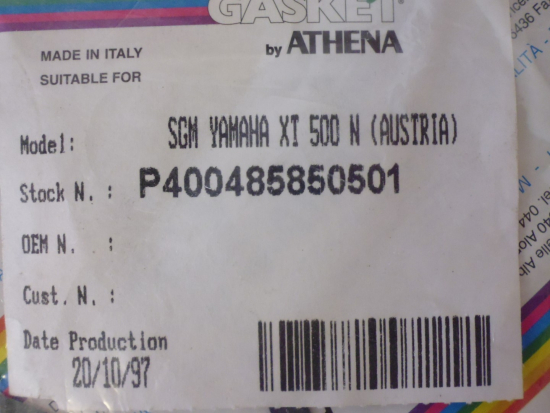 GASKET®
by ATHENA
MADE IN ITALY
SUITABLE FOR
Model: SGM YAMAHA XT 500 N (AUSTRIA)
Stock N. : P400485850501
OEM N. :
Cust. N. :
Date Production
20/10/97